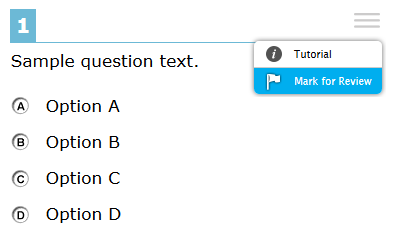 1
Tutorial
Mark for Review
Sample question text.
A Option A
B Option B
C Option C
D Option D